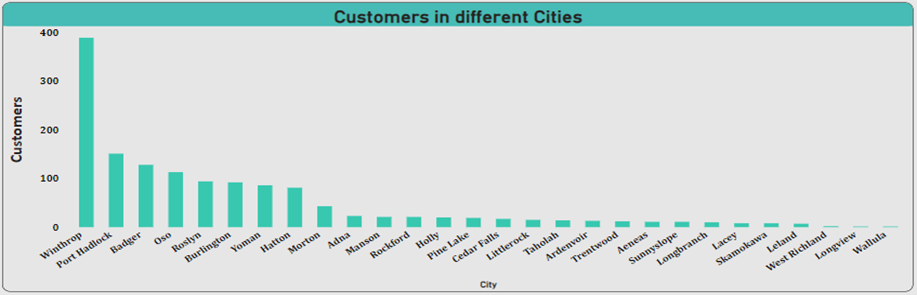 Customers in different Cities
400
300
200
100
0
Customers
Winthrop
Port Hadlock
Badger
Oso
Roslyn
Burlington
Yoman
Hatton
Morton
Adna
Manson
Rockford
Holly
Pine Lake
Cedar Falls
Littlerock
Taholah
Ardenvoir
Trentwood
Aeneas
Sunnyslope
Longbranch
Lacey
Skamokawa
Leland
West Richland
Longview
Wallula
City